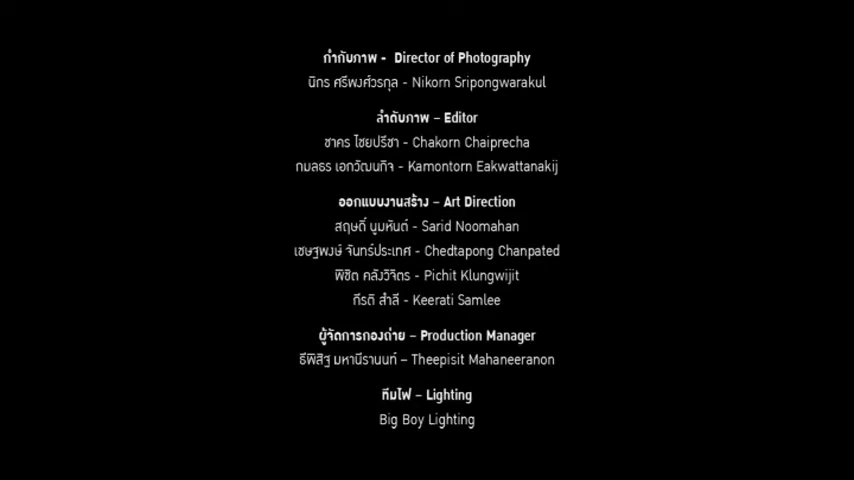 กำกับภาพ - Director of Photography
นิกร ศรีพงศ์วรกุล - Nikorn Sripongwarakul
ลำดับภาพ – Editor
ชาคร ไชยปรีชา - Chakorn Chaiprecha
กมลธร เอกวัฒนกิจ - Kamontorn Eakwattanakij
ออกแบบงานสร้าง – Art Direction
สฤษดิ์ นูมหันต์ - Sarid Noomahan
เชษฐพงษ์ จันทร์ประเทศ - Chedtapong Chanpated
พิชิต คลังวิจิตร - Pichit Klungwijit
กีรติ สำลี - Keerati Samlee
ผู้จัดการกองถ่าย – Production Manager
ธีพิสิฐ มหานีรานนท์ – Theepisit Mahaneeranon
ทีมไฟ – Lighting
Big Boy Lighting